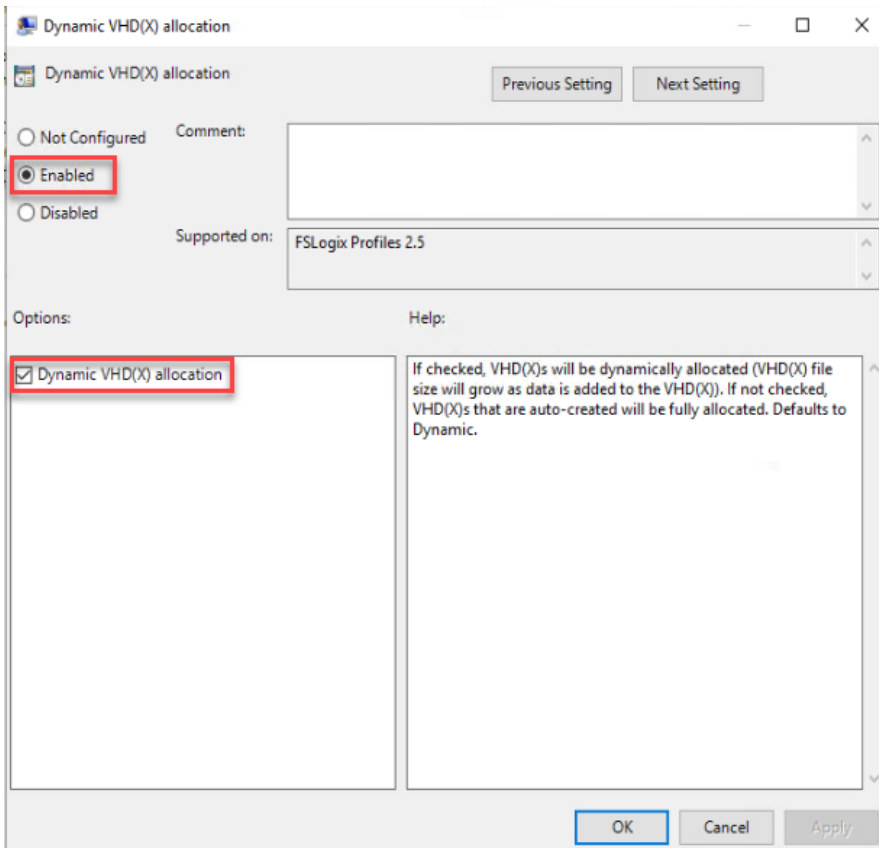 Dynamic VHD(X) allocation
Dynamic VHD(X) allocation
Previous Setting
Next Setting
Not Configured
Comment:
Enabled
Disabled
Supported on:
FSLogix Profiles 2.5
Options:
Help:
Dynamic VHD(X) allocation
If checked, VHD(X)s will be dynamically allocated (VHD(X) file
size will grow as data is added to the VHD(X)). If not checked,
VHD(X)s that are auto-created will be fully allocated. Defaults to
Dynamic.
OK
Cancel
Apply